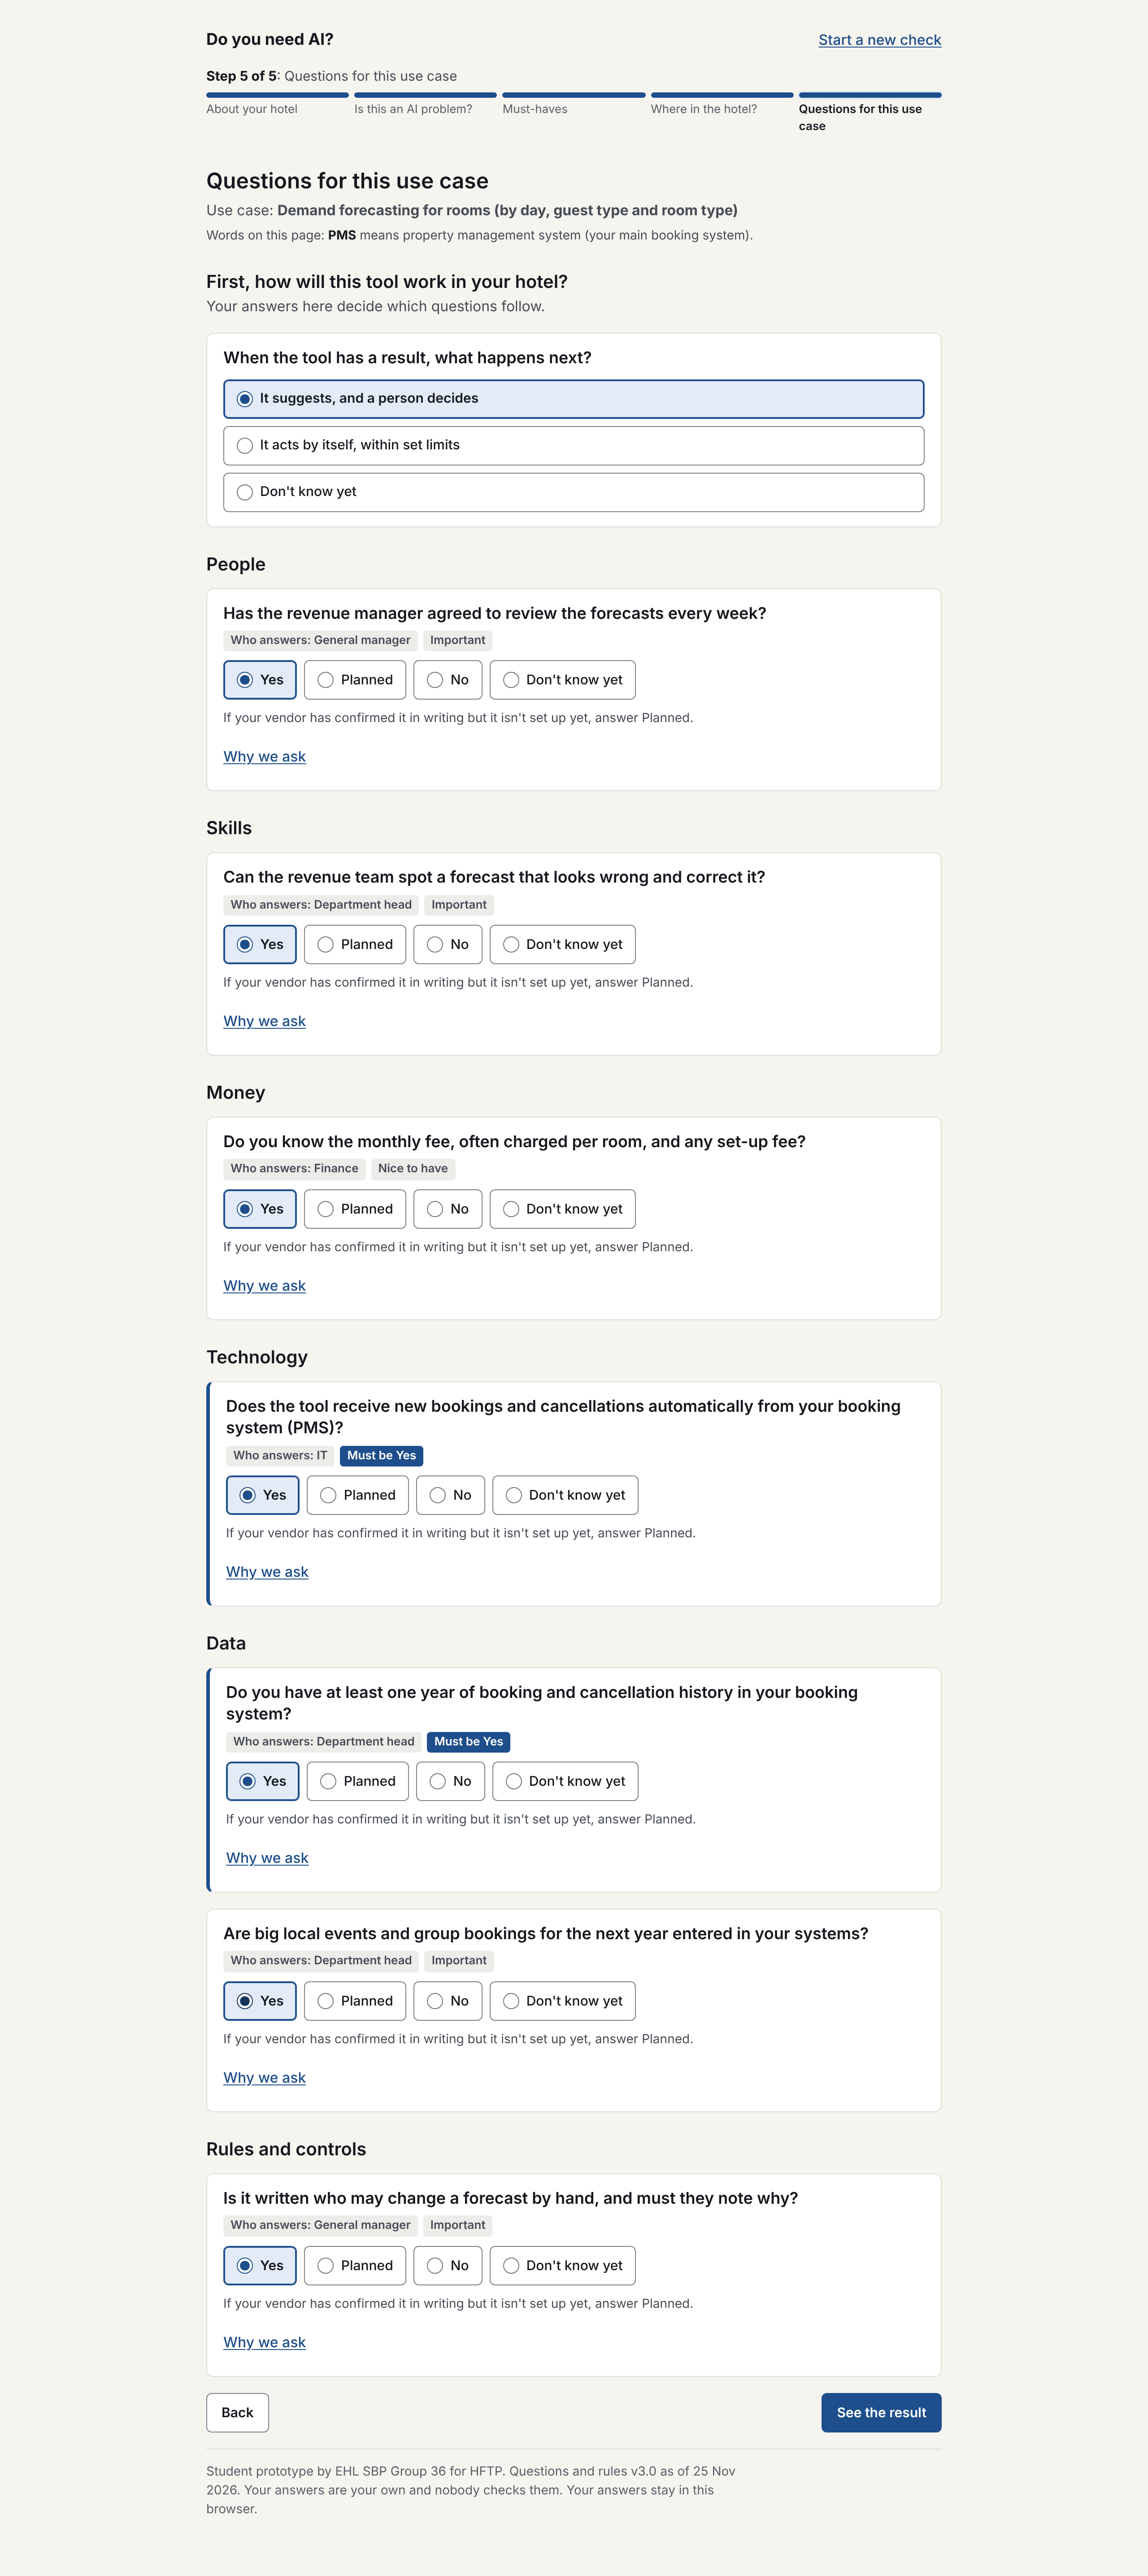 Do you need AI?
Start a new check
Step 5 of 5: Questions for this use case
About your hotel
Is this an AI problem?
Must-haves
Where in the hotel?
Questions for this use
case
Questions for this use case
Use case: Demand forecasting for rooms (by day, guest type and room type)
Words on this page: PMS means property management system (your main booking system).
First, how will this tool work in your hotel?
Your answers here decide which questions follow.
When the tool has a result, what happens next?
It suggests, and a person decides
It acts by itself, within set limits
Don't know yet
People
Has the revenue manager agreed to review the forecasts every week?
Who answers: General manager Important
Yes Planned No Don't know yet
If your vendor has confirmed it in writing but it isn't set up yet, answer Planned.
Why we ask
Skills
Can the revenue team spot a forecast that looks wrong and correct it?
Who answers: Department head Important
Yes Planned No Don't know yet
If your vendor has confirmed it in writing but it isn't set up yet, answer Planned.
Why we ask
Money
Do you know the monthly fee, often charged per room, and any set-up fee?
Who answers: Finance Nice to have
Yes Planned No Don't know yet
If your vendor has confirmed it in writing but it isn't set up yet, answer Planned.
Why we ask
Technology
Does the tool receive new bookings and cancellations automatically from your booking
system (PMS)?
Who answers: IT Must be Yes
Yes Planned No Don't know yet
If your vendor has confirmed it in writing but it isn't set up yet, answer Planned.
Why we ask
Data
Do you have at least one year of booking and cancellation history in your booking
system?
Who answers: Department head Must be Yes
Yes Planned No Don't know yet
If your vendor has confirmed it in writing but it isn't set up yet, answer Planned.
Why we ask
Are big local events and group bookings for the next year entered in your systems?
Who answers: Department head Important
Yes Planned No Don't know yet
If your vendor has confirmed it in writing but it isn't set up yet, answer Planned.
Why we ask
Rules and controls
Is it written who may change a forecast by hand, and must they note why?
Who answers: General manager Important
Yes Planned No Don't know yet
If your vendor has confirmed it in writing but it isn't set up yet, answer Planned.
Why we ask
Back
See the result
Student prototype by EHL SBP Group 36 for HFTP. Questions and rules v3.0 as of 25 Nov
2026. Your answers are your own and nobody checks them. Your answers stay in this
browser.